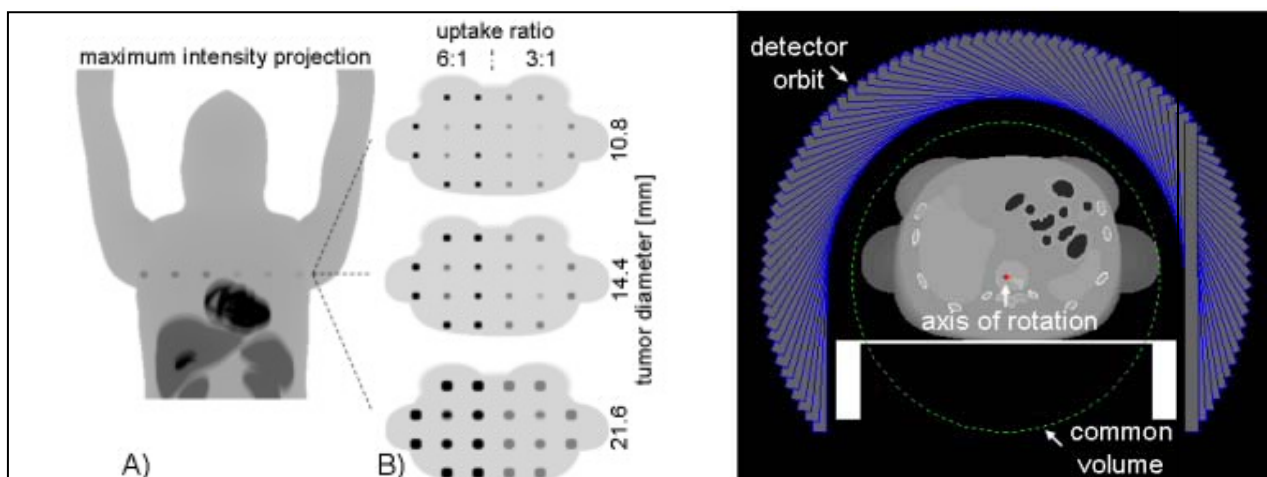 maximum intensity projection
uptake ratio
6:1
3:1
10.8
14.4
21.6
tumor diameter [mm]
A)
B)
detector
orbit
axis of rotation
common
volume